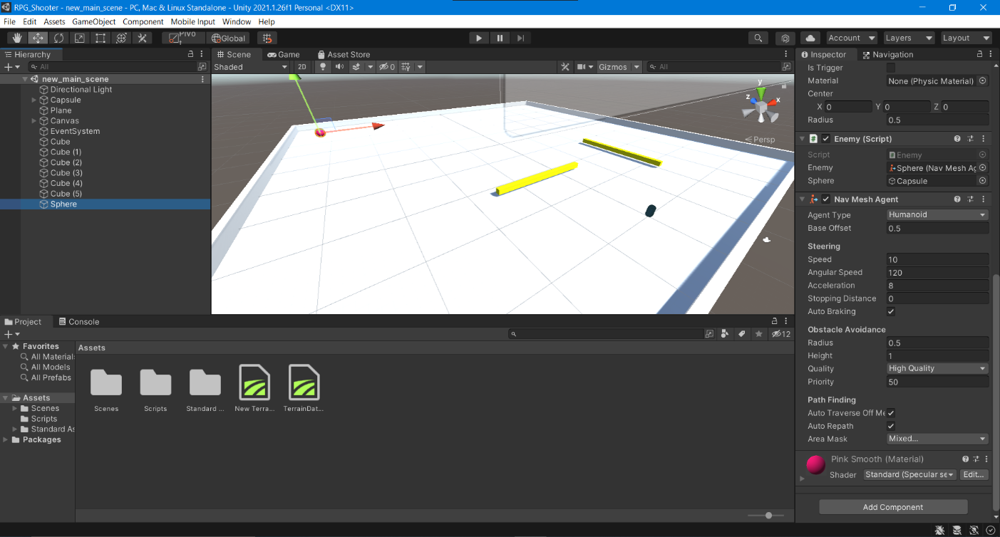 RPG_Shooter - new_main_scene - PC, Mac & Linux Standalone - Unity 2021.1.26f1 Personal <DX11>
File Edit Assets GameObject Component Mobile Input Window Help
Pivot Global Account Layers Layout
Hierarchy
All
new_main_scene
Directional Light
Capsule
Plane
Canvas
EventSystem
Cube
Cube (1)
Cube (2)
Cube (3)
Cube (4)
Cube (5)
Sphere
Scene Game Asset Store
Shaded 2D 0 Gizmos All
y
z x
Persp
Inspector Navigation
Is Trigger
Material None (Physic Material)
Center
X 0 Y 0 Z 0
Radius 0.5
Enemy (Script)
Script Enemy
Enemy Sphere (Nav Mesh Ag
Sphere Capsule
Nav Mesh Agent
Agent Type Humanoid
Base Offset 0.5
Steering
Speed 10
Angular Speed 120
Acceleration 8
Stopping Distance 0
Auto Braking
Obstacle Avoidance
Radius 0.5
Height 1
Quality High Quality
Priority 50
Path Finding
Auto Traverse Off Me
Auto Repath
Area Mask Mixed...
Pink Smooth (Material)
Shader Standard (Specular se
Edit...
Add Component
Project Console
12
Favorites
All Materials
All Models
All Prefabs
Assets
Scenes
Scripts
Standard As
Packages
Assets
Scenes Scripts Standard ... New Terra... TerrainDat...